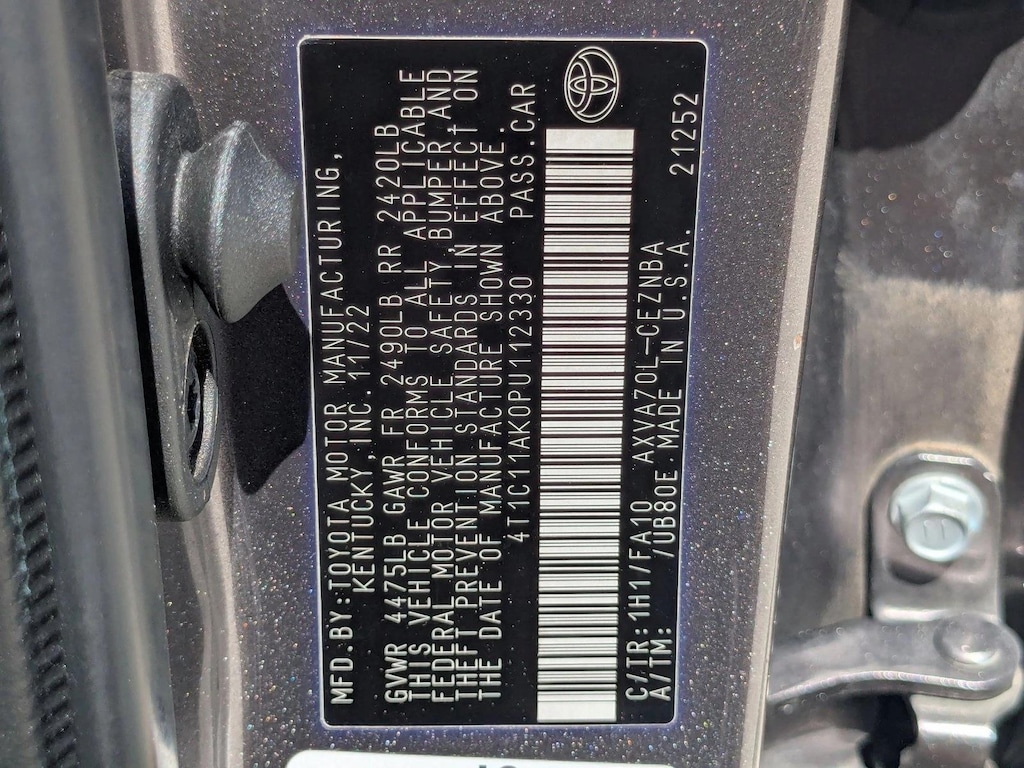 MFD.BY:TOYOTA MOTOR MANUFACTURING,
KENTUCKY,INC. 11/22
GVWR 4475LB GAWR FR 2490LB RR 2420LB
THIS VEHICLE CONFORMS TO ALL APPLICABLE
FEDERAL MOTOR VEHICLE SAFETY,BUMPER,AND
THEFT PREVENTION STANDARDS IN EFFECT ON
THE DATE OF MANUFACTURE SHOWN ABOVE.
4T1C11AK0PU112330 PASS.CAR
C/TR:1H1/FA10 AXVA70L-CEZNBA
A/TM: /UB80E MADE IN U.S.A. 21252